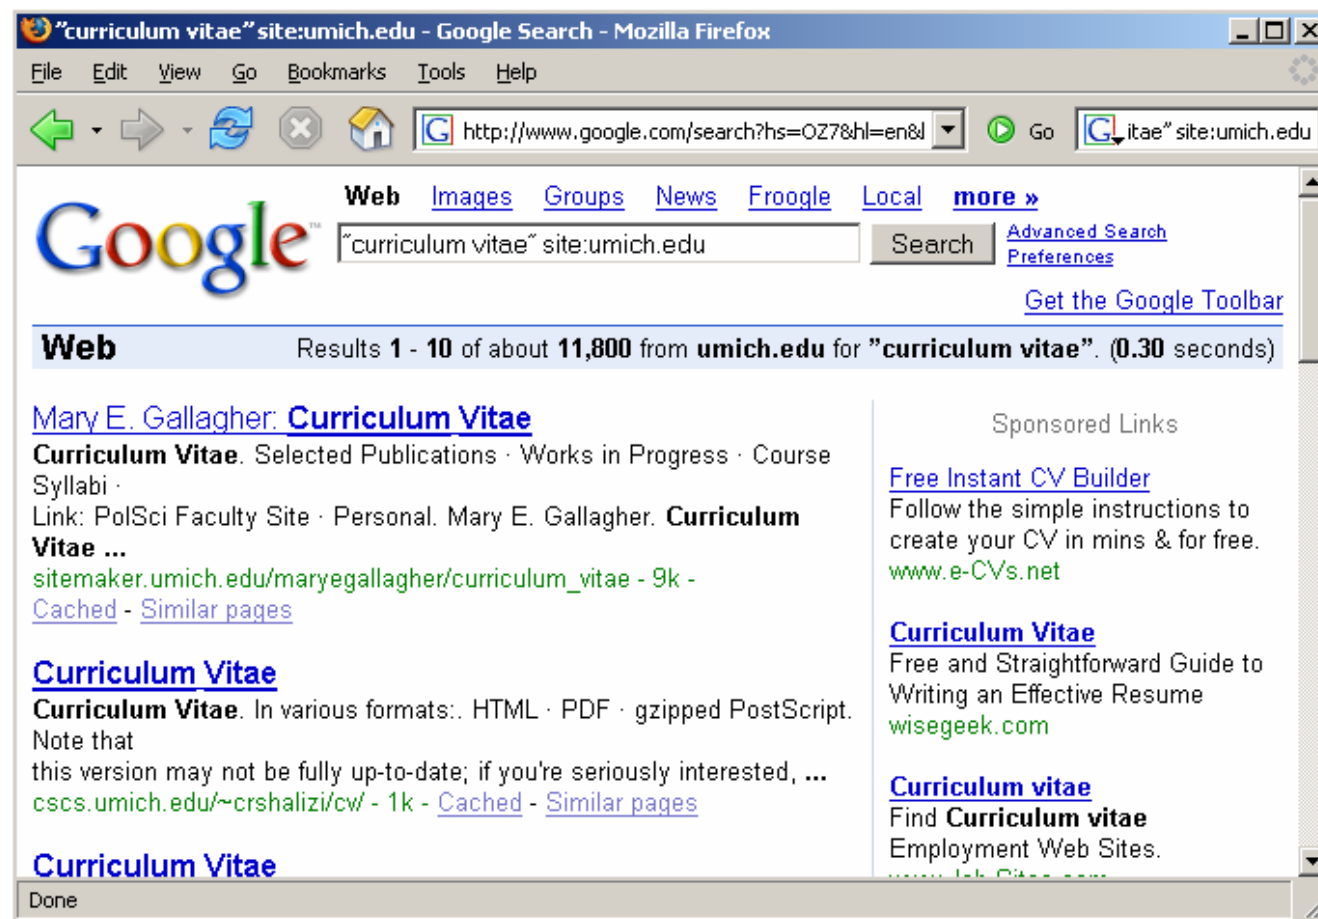 "curriculum vitae" site:umich.edu - Google Search - Mozilla Firefox
File Edit View Go Bookmarks Tools Help
http://www.google.com/search?hs=OZ7&hl=en&l Go itae" site:umich.edu
Web Images Groups News Froogle Local more »
Google™
"curriculum vitae" site:umich.edu Search Advanced Search
Preferences
Get the Google Toolbar
Web Results 1 - 10 of about 11,800 from umich.edu for "curriculum vitae". (0.30 seconds)
Mary E. Gallagher: Curriculum Vitae
Curriculum Vitae. Selected Publications · Works in Progress · Course
Syllabi ·
Link: PolSci Faculty Site · Personal. Mary E. Gallagher. Curriculum
Vitae ...
sitemaker.umich.edu/maryegallagher/curriculum_vitae - 9k -
Cached - Similar pages
Curriculum Vitae
Curriculum Vitae. In various formats:. HTML · PDF · gzipped PostScript.
Note that
this version may not be fully up-to-date; if you're seriously interested, ...
cscs.umich.edu/~crshalizi/cv/ - 1k - Cached - Similar pages
Curriculum Vitae
Sponsored Links
Free Instant CV Builder
Follow the simple instructions to
create your CV in mins & for free.
www.e-CVs.net
Curriculum Vitae
Free and Straightforward Guide to
Writing an Effective Resume
wisegeek.com
Curriculum vitae
Find Curriculum vitae
Employment Web Sites.
Done